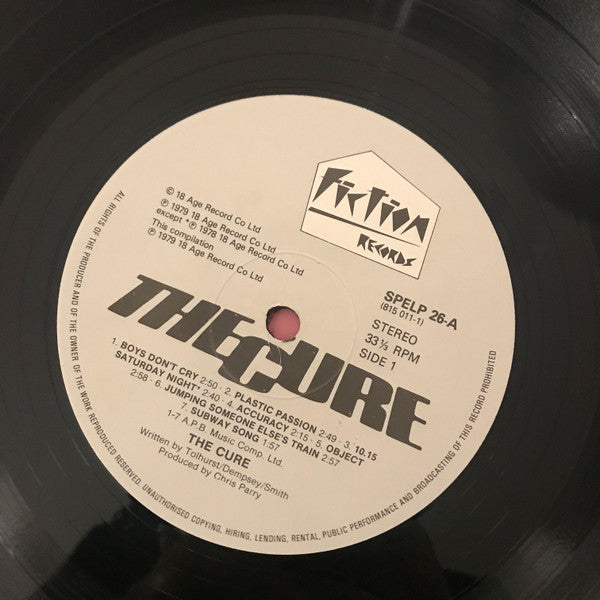 Fiction
RECORDS
© 18 Age Record Co Ltd
℗ 1979 18 Age Record Co Ltd
except *℗ 1978 18 Age Record Co Ltd
This compilation
℗ 1979 18 Age Record Co Ltd
SPELP 26-A
(815 011-1)
STEREO
33⅓ RPM
SIDE 1
THE CURE
1. BOYS DON'T CRY 2:50 · 2. PLASTIC PASSION 2:49 · 3. 10.15
SATURDAY NIGHT* 2:40 · 4. ACCURACY 2:15 · 5. OBJECT
2:58 · 6. JUMPING SOMEONE ELSE'S TRAIN 2:57
7. SUBWAY SONG 1:57
1-7 A.P.B. Music Comp. Ltd.
THE CURE
Written by Tolhurst/Dempsey/Smith
Produced by Chris Parry
ALL RIGHTS OF THE PRODUCER AND OF THE OWNER OF THE WORK REPRODUCED RESERVED. UNAUTHORISED COPYING, HIRING, LENDING, RENTAL, PUBLIC PERFORMANCE AND BROADCASTING OF THIS RECORD PROHIBITED